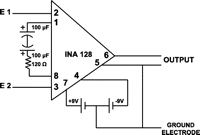 E 1
2
1
100 µF
100 µF
120 Ω
INA 128
6
5
OUTPUT
8
4
E 2
3
7
+9V
-9V
GROUND
ELECTRODE